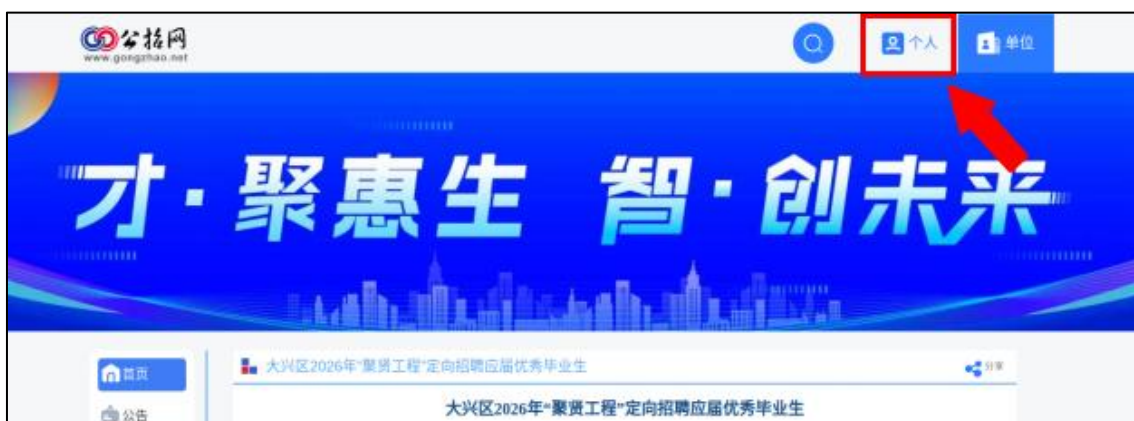 公招网
www.gongzhao.net
个人
单位
才·聚惠生 智·创未来
首页
大兴区2026年“聚贤工程”定向招聘应届优秀毕业生
分享
公告
大兴区2026年“聚贤工程”定向招聘应届优秀毕业生